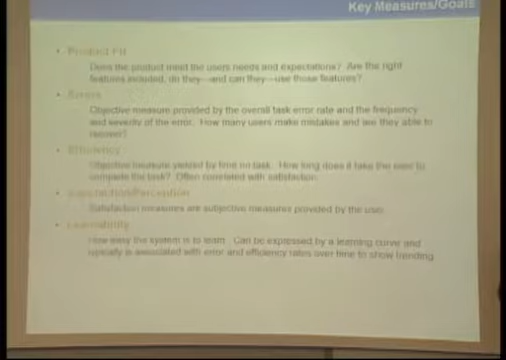 Key Measures/Goals
• Product Fit
Does the product meet the users needs and expectations? Are the right
features included, do they—and can they—use those features?
• Errors
Objective measure provided by the overall task error rate and the frequency
and severity of the error. How many users make mistakes and are they able to
recover?
• Efficiency
Objective measure yielded by time on task. How long does it take the user to
complete the task? Often correlated with satisfaction.
• Satisfaction/Perception
Satisfaction measures are subjective measures provided by the user.
• Learnability
How easy the system is to learn. Can be expressed by a learning curve and
typically is associated with error and efficiency rates over time to show trending